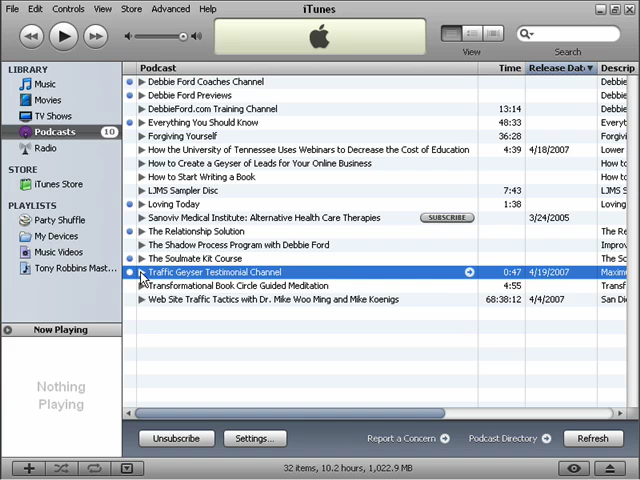 File Edit Controls View Store Advanced Help iTunes
View Search
LIBRARY
Music
Movies
TV Shows
Podcasts 10
Radio
STORE
iTunes Store
PLAYLISTS
Party Shuffle
My Devices
Music Videos
Tony Robbins Mast...
Now Playing
Nothing
Playing
Podcast Time Release Dat Descrip
Debbie Ford Coaches Channel Debbie
Debbie Ford Previews Debbie
DebbieFord.com Training Channel 13:14 Debbie
Everything You Should Know 48:33 Everyt
Forgiving Yourself 36:28 Forgivi
How the University of Tennessee Uses Webinars to Decrease the Cost of Education 4:39 4/18/2007 Lower
How to Create a Geyser of Leads for Your Online Business How to
How to Start Writing a Book How to
LJMS Sampler Disc 7:43 LJMS S
Loving Today 1:38 Loving
Sanoviv Medical Institute: Alternative Health Care Therapies SUBSCRIBE 3/24/2005
The Relationship Solution The Re
The Shadow Process Program with Debbie Ford Improv
The Soulmate Kit Course The So
Traffic Geyser Testimonial Channel 0:47 4/19/2007 Maximi
Transformational Book Circle Guided Meditation 4:55 Transf
Web Site Traffic Tactics with Dr. Mike Woo Ming and Mike Koenigs 68:38:12 4/4/2007 San Di
Unsubscribe Settings... Report a Concern Podcast Directory Refresh
32 items, 10.2 hours, 1,022.9 MB